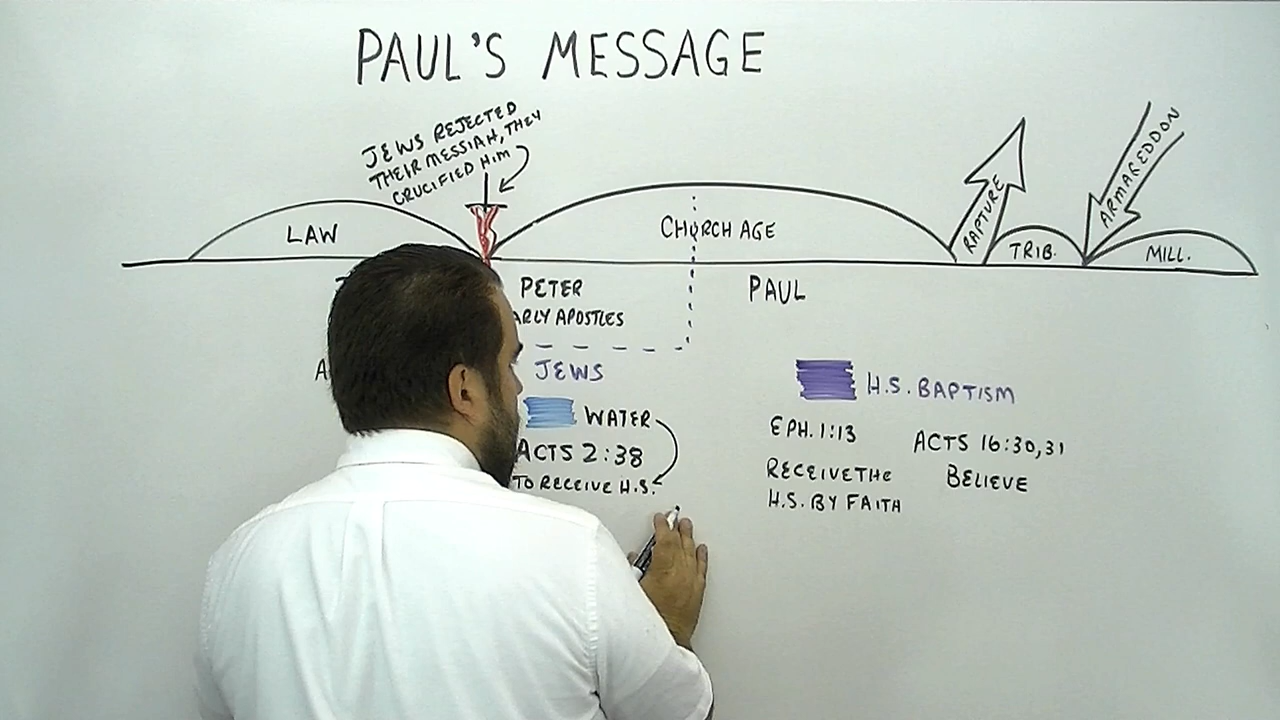 PAUL'S MESSAGE
JEWS REJECTED
THEIR MESSIAH, THEY
CRUCIFIED HIM
LAW
CHURCH AGE
RAPTURE
TRIB.
ARMAGEDDON
MILL.
PETER
ARLY APOSTLES
PAUL
A
JEWS
H.S. BAPTISM
WATER
ACTS 2:38
TO RECEIVE H.S.
EPH. 1:13
RECEIVE THE
H.S. BY FAITH
ACTS 16:30,31
BELIEVE